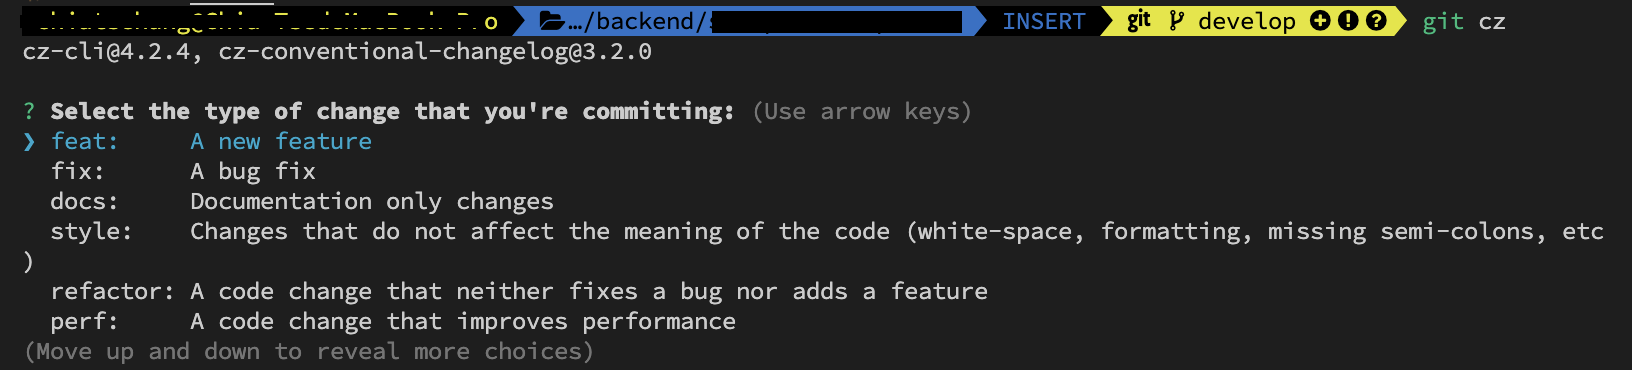 …/backend/ INSERT git develop git cz
cz-cli@4.2.4, cz-conventional-changelog@3.2.0
? Select the type of change that you're committing: (Use arrow keys)
❯ feat:     A new feature
  fix:      A bug fix
  docs:     Documentation only changes
  style:    Changes that do not affect the meaning of the code (white-space, formatting, missing semi-colons, etc
)
  refactor: A code change that neither fixes a bug nor adds a feature
  perf:     A code change that improves performance
(Move up and down to reveal more choices)